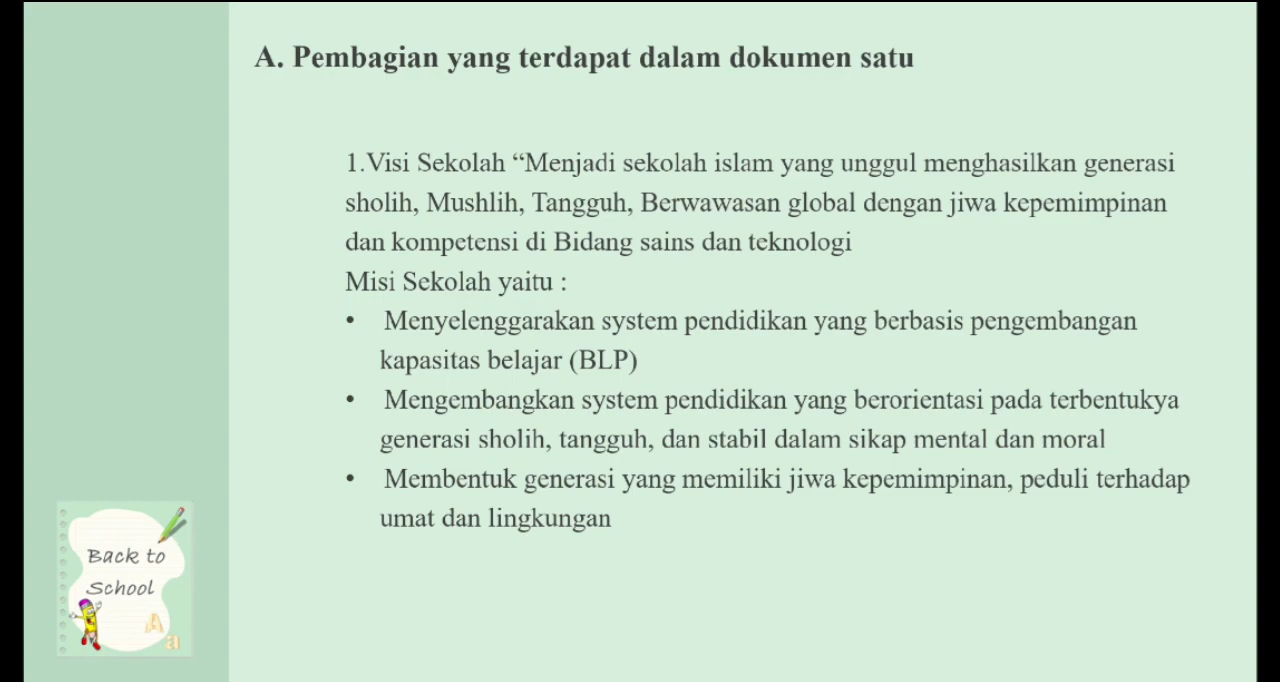 A. Pembagian yang terdapat dalam dokumen satu
1.Visi Sekolah “Menjadi sekolah islam yang unggul menghasilkan generasi
sholih, Mushlih, Tangguh, Berwawasan global dengan jiwa kepemimpinan
dan kompetensi di Bidang sains dan teknologi
Misi Sekolah yaitu :
• Menyelenggarakan system pendidikan yang berbasis pengembangan
kapasitas belajar (BLP)
• Mengembangkan system pendidikan yang berorientasi pada terbentukya
generasi sholih, tangguh, dan stabil dalam sikap mental dan moral
• Membentuk generasi yang memiliki jiwa kepemimpinan, peduli terhadap
umat dan lingkungan
Back to
School
A
a